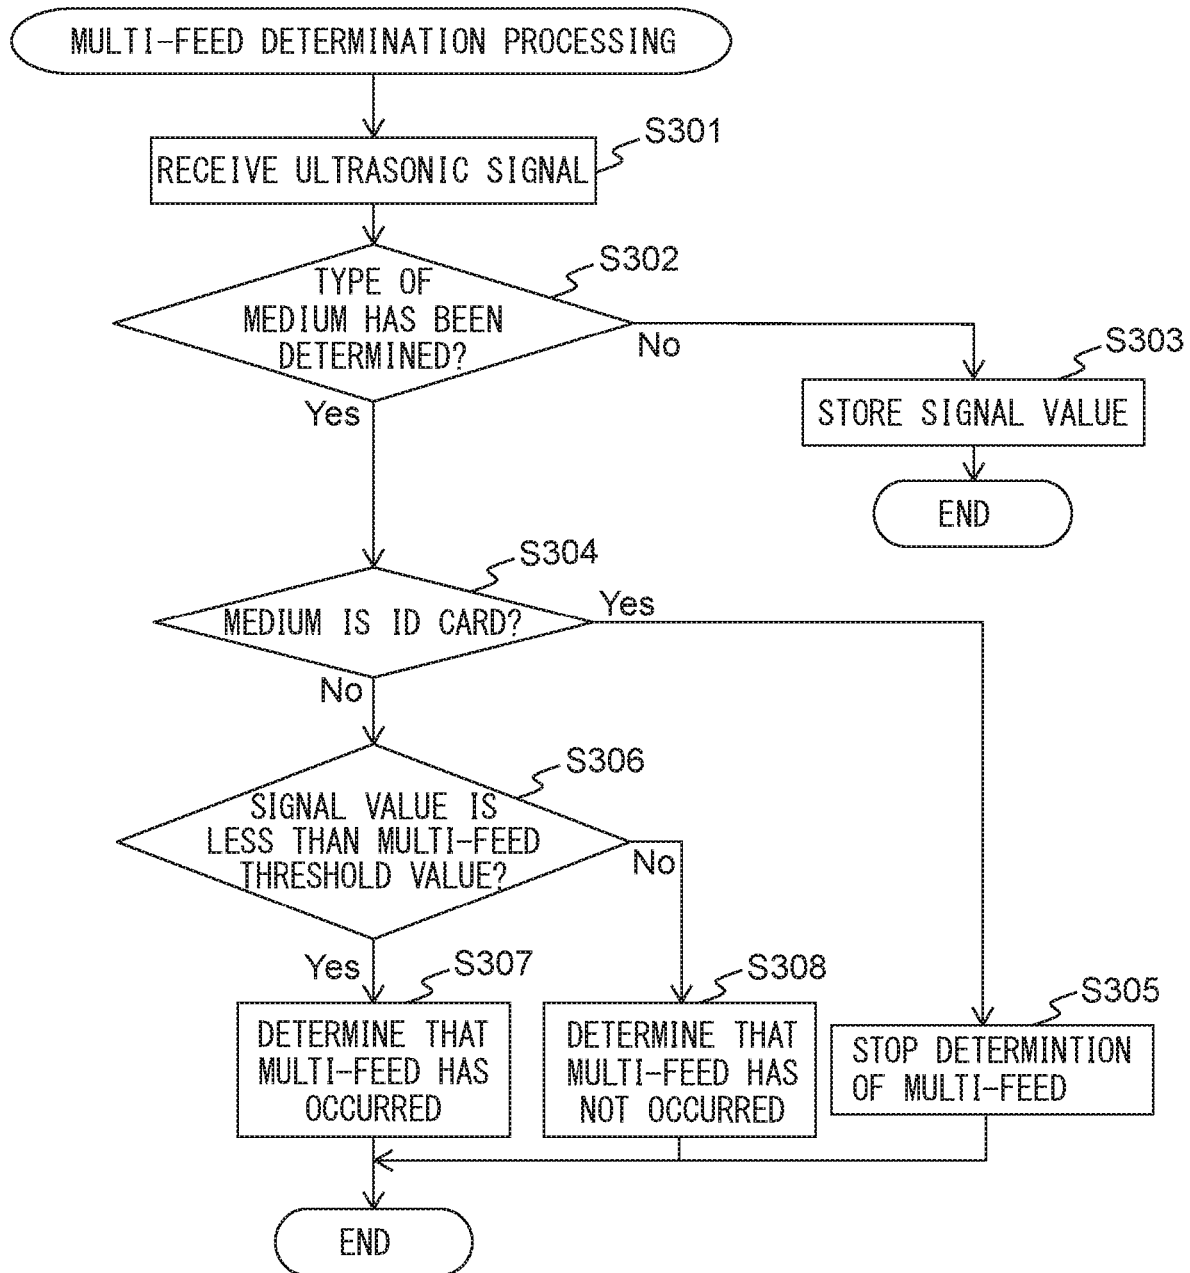 MULTI-FEED DETERMINATION PROCESSING
S301
RECEIVE ULTRASONIC SIGNAL
S302
TYPE OF
MEDIUM HAS BEEN
DETERMINED?
No
Yes
S303
STORE SIGNAL VALUE
END
S304
MEDIUM IS ID CARD?
Yes
No
S306
SIGNAL VALUE IS
LESS THAN MULTI-FEED
THRESHOLD VALUE?
No
Yes
S307
DETERMINE THAT
MULTI-FEED HAS
OCCURRED
S308
DETERMINE THAT
MULTI-FEED HAS
NOT OCCURRED
S305
STOP DETERMINTION
OF MULTI-FEED
END